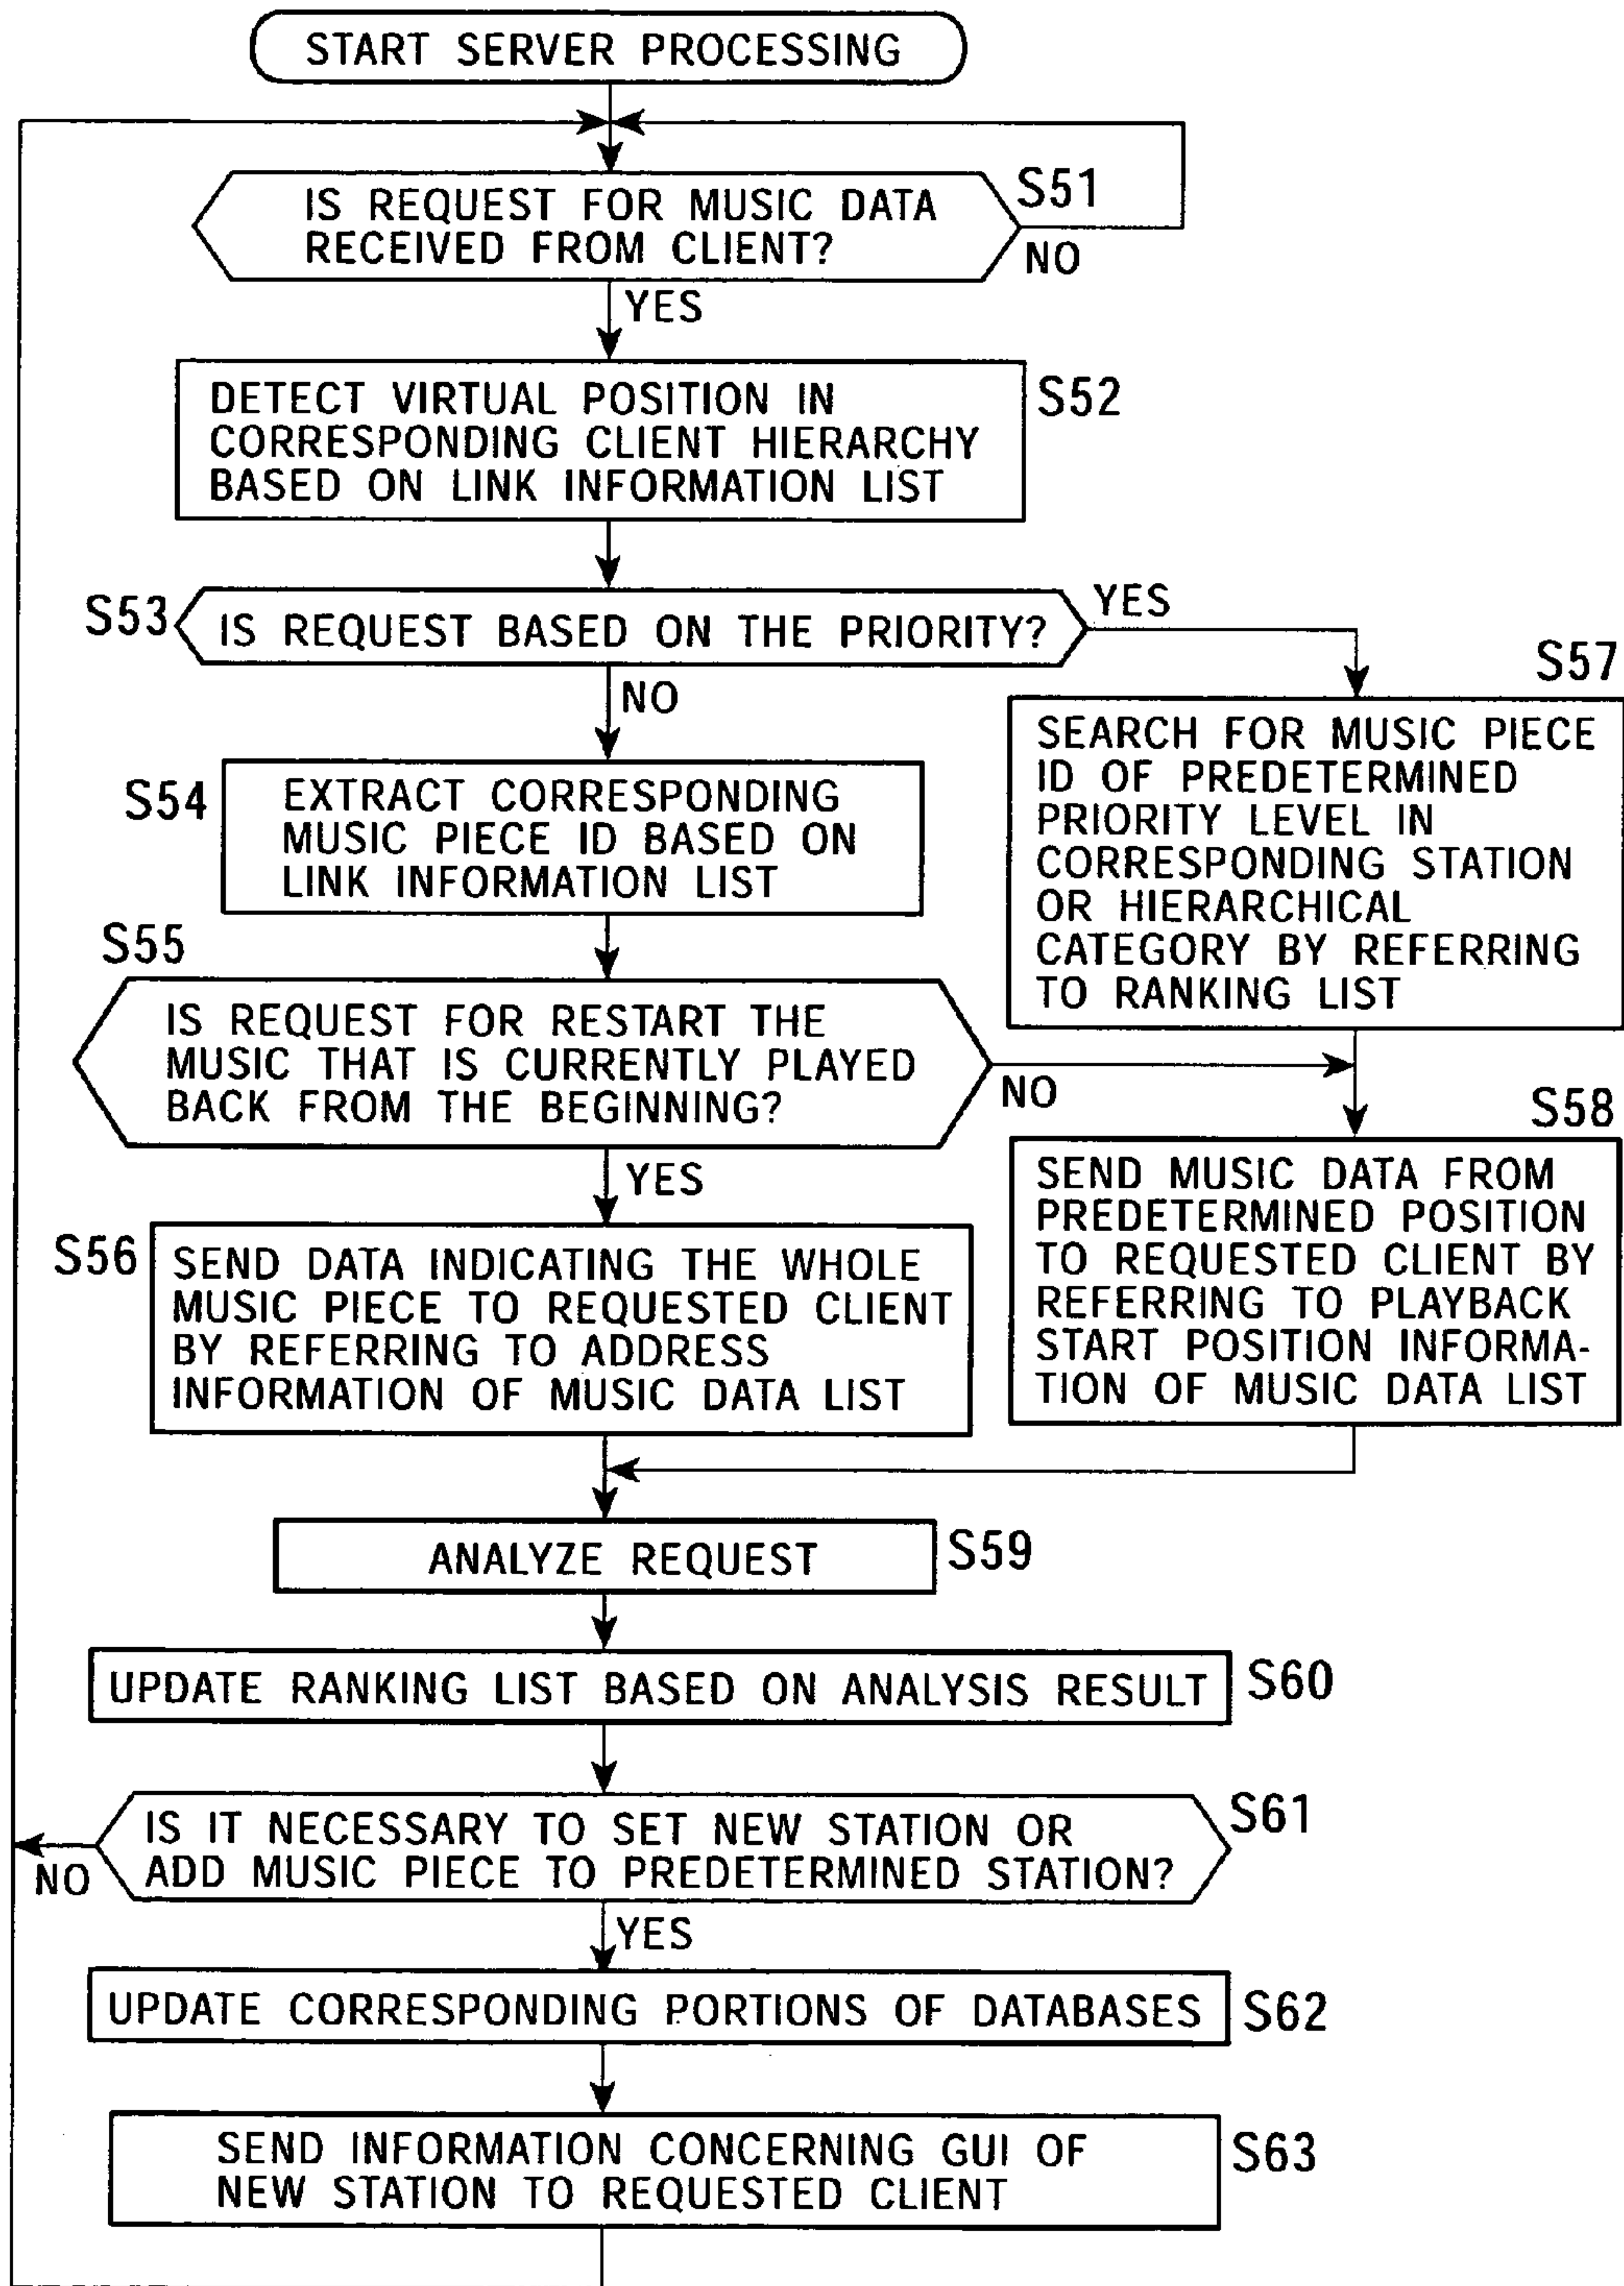 START SERVER PROCESSING
IS REQUEST FOR MUSIC DATA
RECEIVED FROM CLIENT?
S51
NO
YES
DETECT VIRTUAL POSITION IN
CORRESPONDING CLIENT HIERARCHY
BASED ON LINK INFORMATION LIST
S52
S53
IS REQUEST BASED ON THE PRIORITY?
YES
NO
S57
SEARCH FOR MUSIC PIECE
ID OF PREDETERMINED
PRIORITY LEVEL IN
CORRESPONDING STATION
OR HIERARCHICAL
CATEGORY BY REFERRING
TO RANKING LIST
S54
EXTRACT CORRESPONDING
MUSIC PIECE ID BASED ON
LINK INFORMATION LIST
S55
IS REQUEST FOR RESTART THE
MUSIC THAT IS CURRENTLY PLAYED
BACK FROM THE BEGINNING?
NO
YES
S58
SEND MUSIC DATA FROM
PREDETERMINED POSITION
TO REQUESTED CLIENT BY
REFERRING TO PLAYBACK
START POSITION INFORMA-
TION OF MUSIC DATA LIST
S56
SEND DATA INDICATING THE WHOLE
MUSIC PIECE TO REQUESTED CLIENT
BY REFERRING TO ADDRESS
INFORMATION OF MUSIC DATA LIST
ANALYZE REQUEST
S59
UPDATE RANKING LIST BASED ON ANALYSIS RESULT
S60
IS IT NECESSARY TO SET NEW STATION OR
ADD MUSIC PIECE TO PREDETERMINED STATION?
S61
NO
YES
UPDATE CORRESPONDING PORTIONS OF DATABASES
S62
SEND INFORMATION CONCERNING GUI OF
NEW STATION TO REQUESTED CLIENT
S63